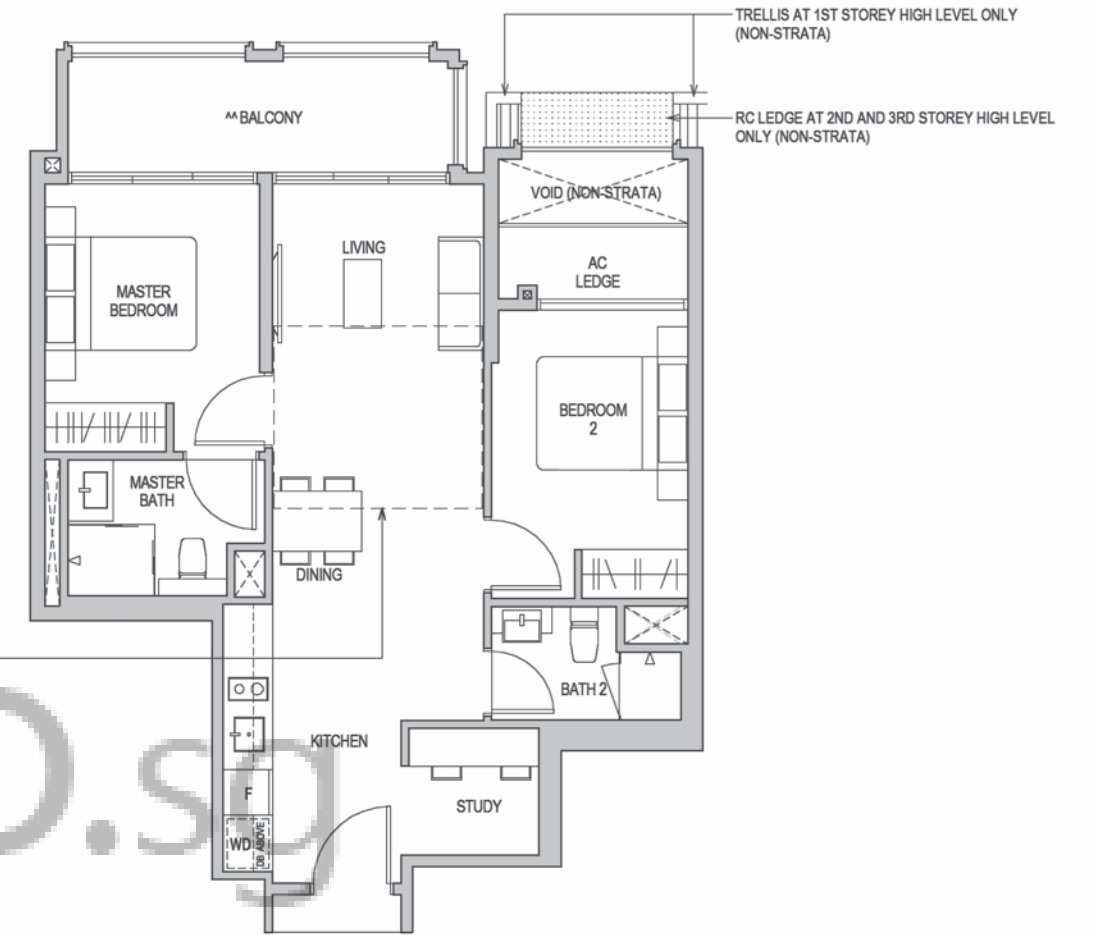 TRELLIS AT 1ST STOREY HIGH LEVEL ONLY
(NON-STRATA)
^^ BALCONY
RC LEDGE AT 2ND AND 3RD STOREY HIGH LEVEL
ONLY (NON-STRATA)
VOID (NON-STRATA)
LIVING
AC
LEDGE
MASTER
BEDROOM
BEDROOM
2
MASTER
BATH
DINING
BATH 2
KITCHEN
F
STUDY
WD
DB ABOVE
D.sg